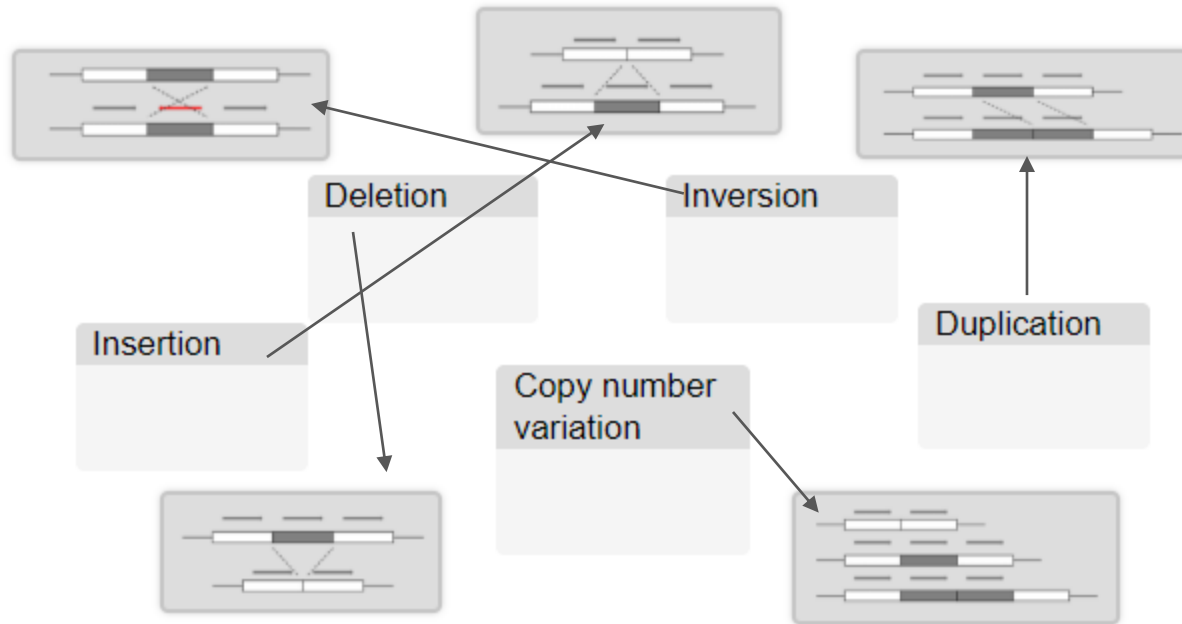 Deletion
Inversion
Insertion
Duplication
Copy number
variation